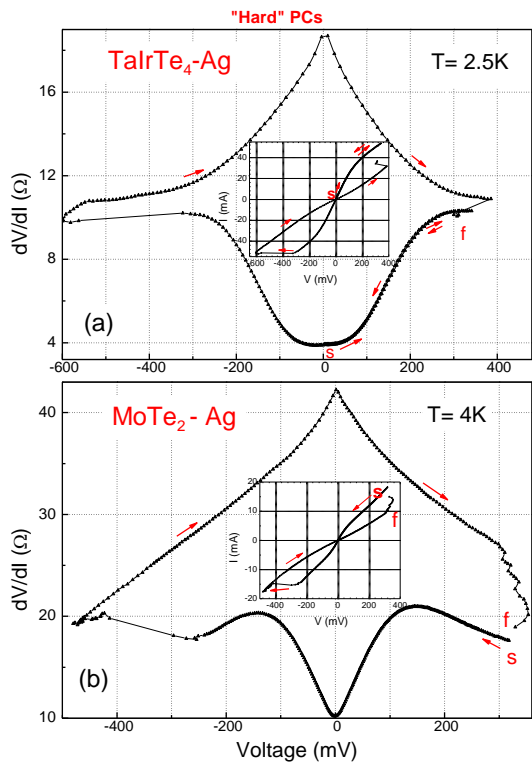 "Hard" PCs
TaIrTe4-Ag
T= 2.5K
dV/dI (Ω)
16
12
8
4
-600
-400
-200
0
200
400
I (mA)
40
20
0
-20
-40
-600
-400
-200
0
200
400
V (mV)
s
f
s
(a)
MoTe2 - Ag
T= 4K
dV/dI (Ω)
40
30
20
10
-400
-200
0
200
I (mA)
20
10
0
-10
-20
-400
-200
0
200
400
V (mV)
s
f
f
s
(b)
Voltage (mV)